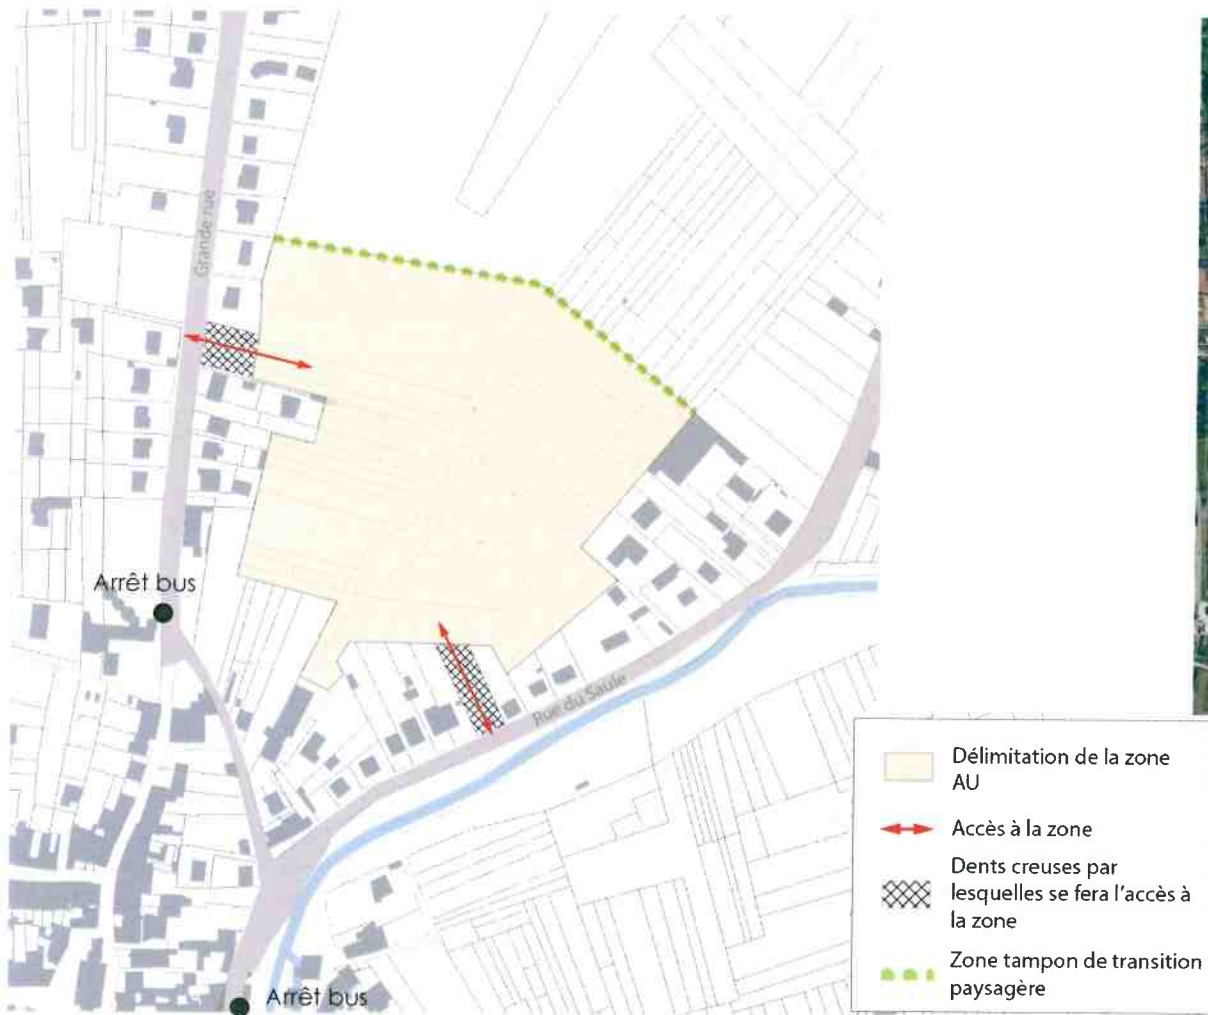 Grande rue
Arrêt bus
Rue du Saule
Arrêt bus
Délimitation de la zone
AU
Accès à la zone
Dents creuses par
lesquelles se fera l'accès à
la zone
Zone tampon de transition
paysagère